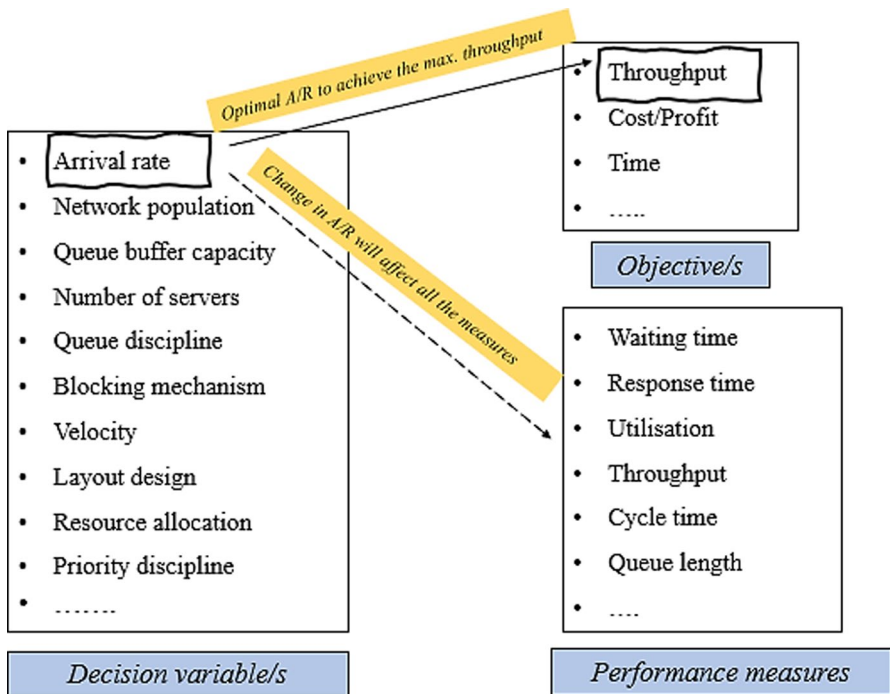 Optimal A/R to achieve the max. throughput
Change in A/R will affect all the measures
• Arrival rate
• Network population
• Queue buffer capacity
• Number of servers
• Queue discipline
• Blocking mechanism
• Velocity
• Layout design
• Resource allocation
• Priority discipline
• …….
Decision variable/s
• Throughput
• Cost/Profit
• Time
• …..
Objective/s
• Waiting time
• Response time
• Utilisation
• Throughput
• Cycle time
• Queue length
• ….
Performance measures